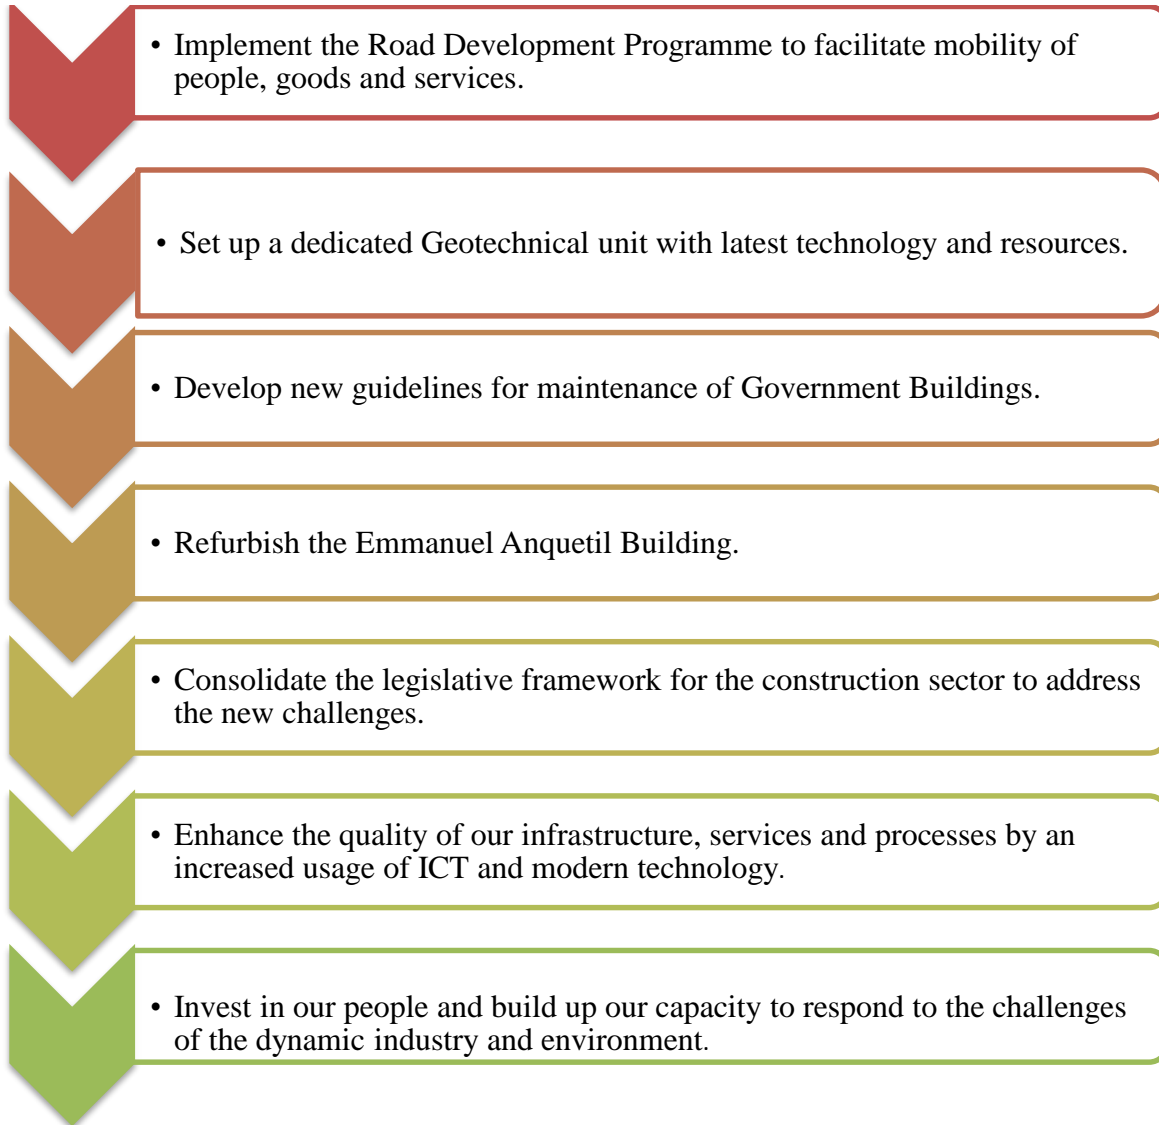 • Implement the Road Development Programme to facilitate mobility of
people, goods and services.
• Set up a dedicated Geotechnical unit with latest technology and resources.
• Develop new guidelines for maintenance of Government Buildings.
• Refurbish the Emmanuel Anquetil Building.
• Consolidate the legislative framework for the construction sector to address
the new challenges.
• Enhance the quality of our infrastructure, services and processes by an
increased usage of ICT and modern technology.
• Invest in our people and build up our capacity to respond to the challenges
of the dynamic industry and environment.